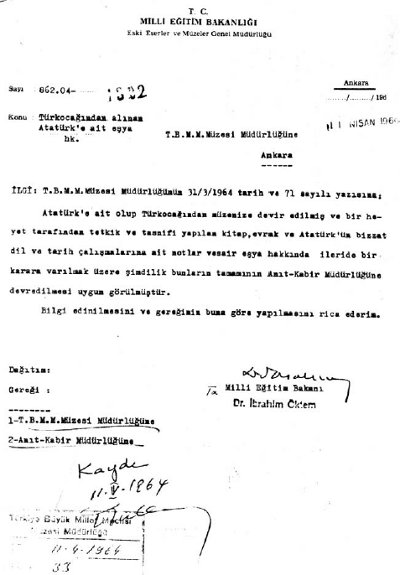 T. C.
MİLLİ EĞİTİM BAKANLIĞI
Eski Eserler ve Müzeler Genel Müdürlüğü
Ankara
Sayı 862.04- 1892
....../....../196
Konu : Türkocağından alınan
Atatürk'e ait eşya
hk.
11 NİSAN 1964
T.B.M.M.Müzesi Müdürlüğüne
Ankara
İLGİ: T.B.M.M.Müzesi Müdürlüğünün 31/3/1964 tarih ve 71 sayılı yazısına;
Atatürk'e ait olup Türkocağından müzemize devir edilmiş ve bir he-
yet tarafından tetkik ve tasnifi yapılan kitap,evrak ve Atatürk'ün bizzat
dil ve tarih çalışmalarına ait notlar vesair eşya hakkında ileride bir
karara varılmak üzere şimdilik bunların tamamının Anıt-Kabir Müdürlüğüne
devredilmesi uygun görülmüştür.
Bilgi edinilmesini ve gereğinin buna göre yapılmasını rica ederim.
Dağıtım:
Gereği :
Milli Eğitim Bakanı
Dr. İbrahim Öktem
1-T.B.M.M.Müzesi Müdürlüğüne
2-Anıt-Kabir Müdürlüğüne
Kayde
11.V.1964
Türkiye Büyük Millet Meclisi
Müzesi Müdürlüğü
11-4-1964
33